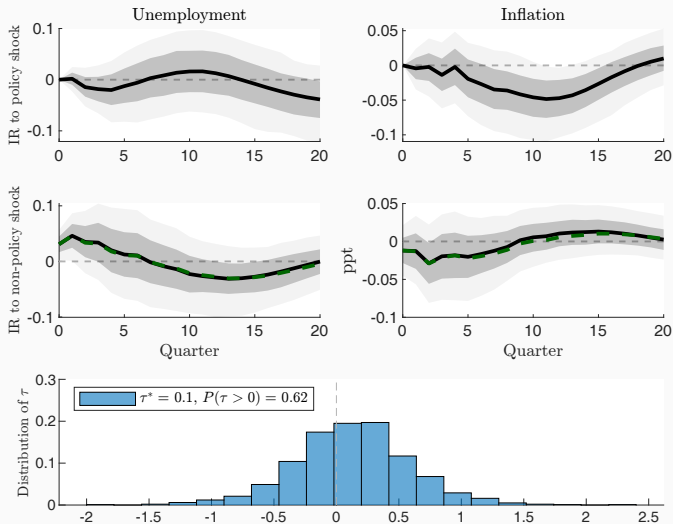 Unemployment
Inflation
IR to policy shock
0.1
0
-0.1
0 5 10 15 20
0.05
0
-0.05
-0.1
0 5 10 15 20
IR to non-policy shock
0.1
0
-0.1
0 5 10 15 20
Quarter
ppt
0.05
0
-0.05
-0.1
0 5 10 15 20
Quarter
Distribution of τ
0.3
0.2
0.1
0
τ* = 0.1, P(τ > 0) = 0.62
-2 -1.5 -1 -0.5 0 0.5 1 1.5 2 2.5